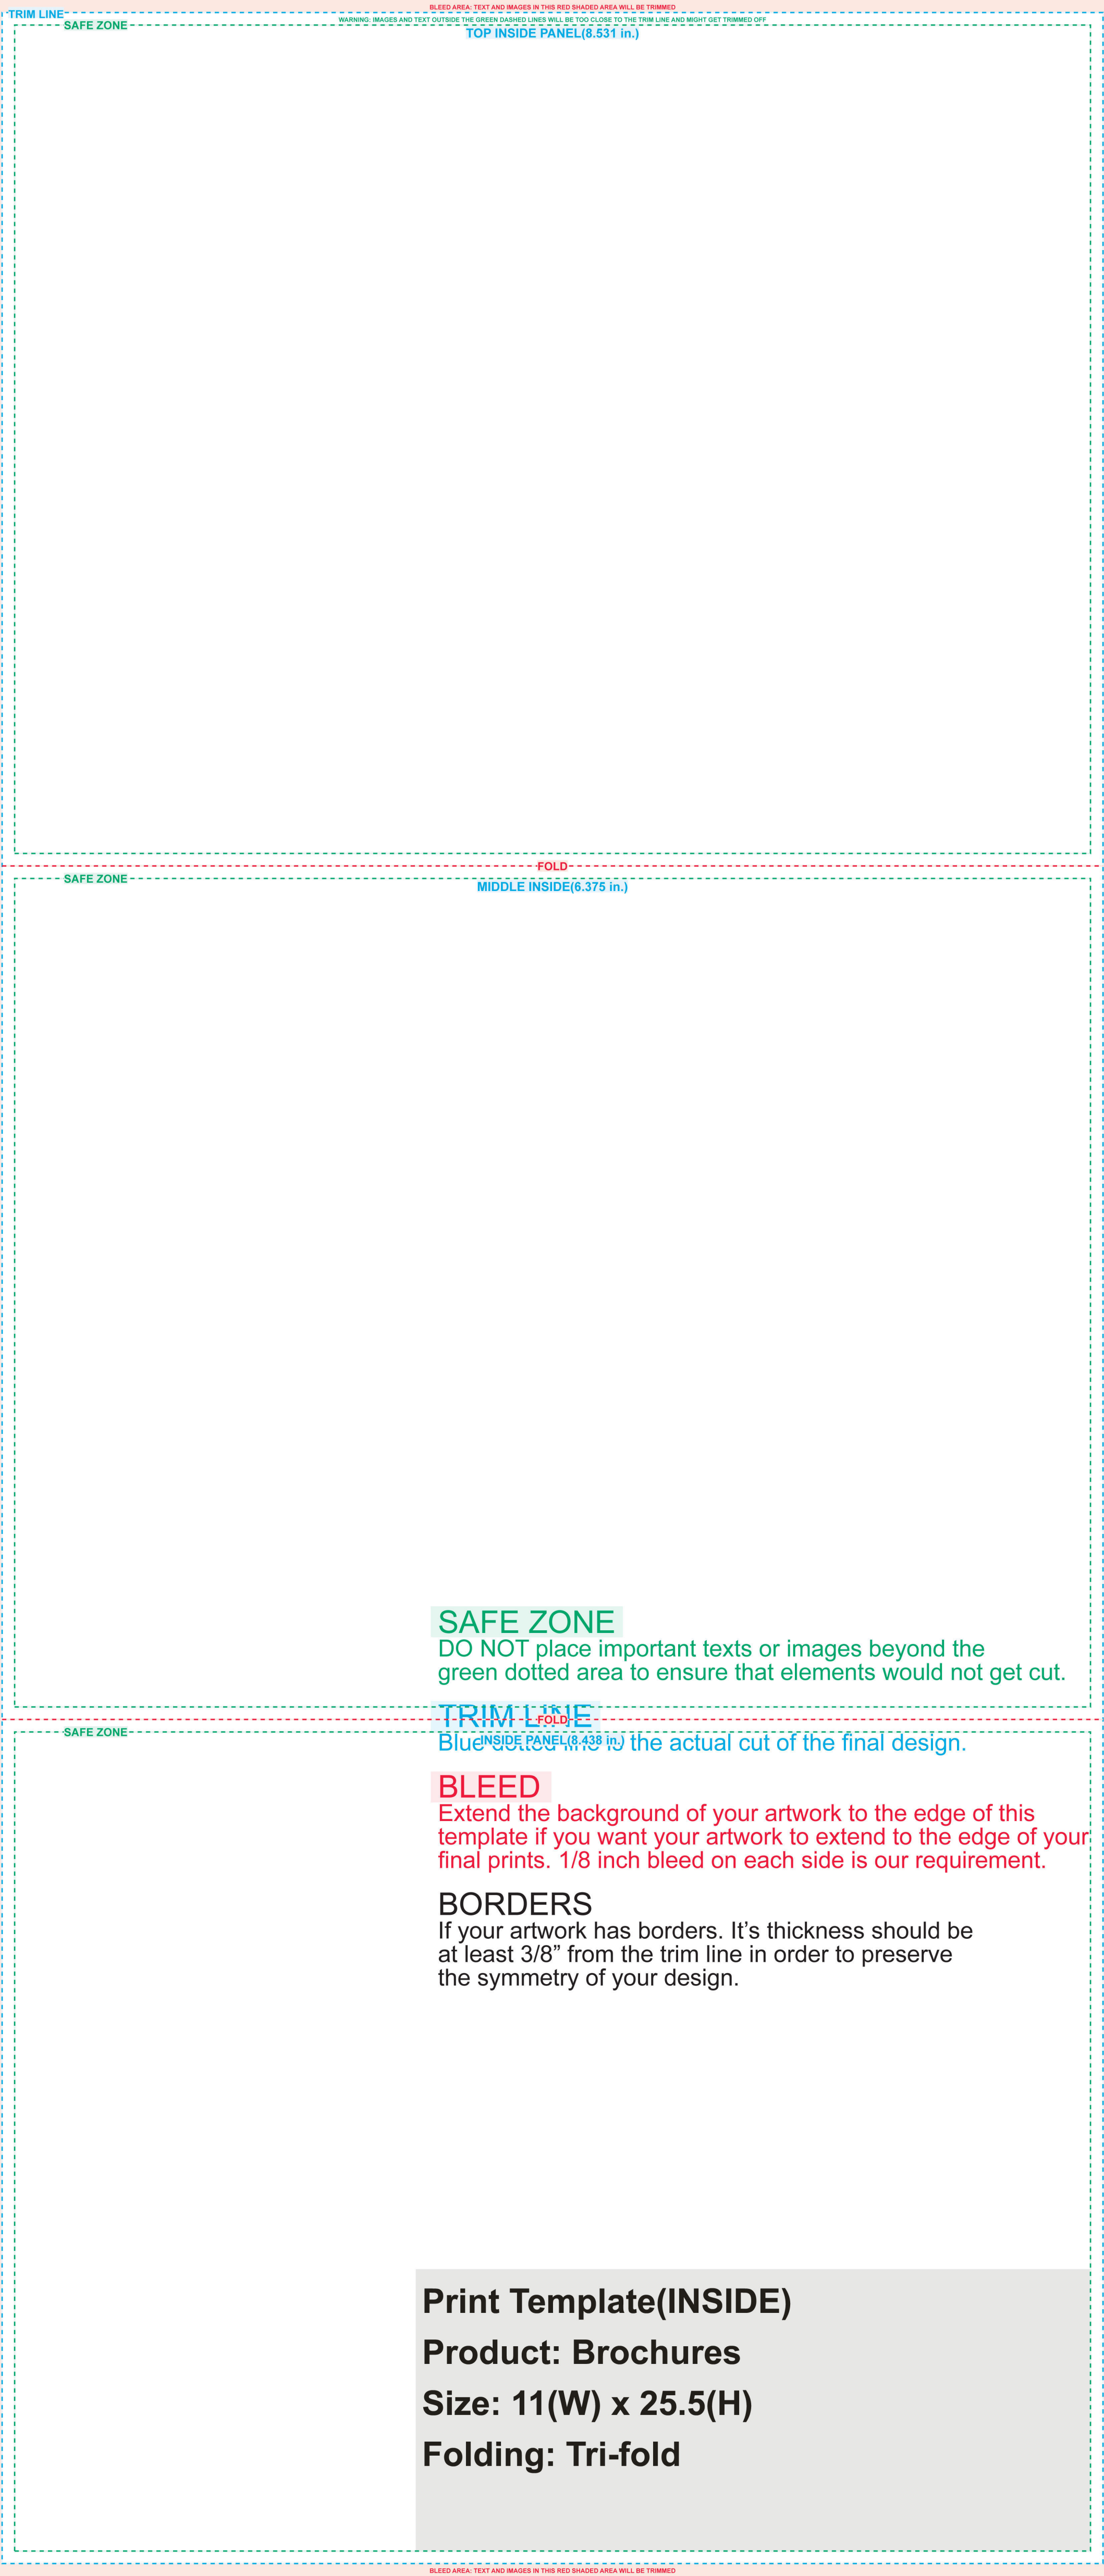 BLEED AREA: TEXT AND IMAGES IN THIS RED SHADED AREA WILL BE TRIMMED
TRIM LINE
WARNING: IMAGES AND TEXT OUTSIDE THE GREEN DASHED LINES WILL BE TOO CLOSE TO THE TRIM LINE AND MIGHT GET TRIMMED OFF
SAFE ZONE
TOP INSIDE PANEL(8.531 in.)
FOLD
SAFE ZONE
MIDDLE INSIDE(6.375 in.)
SAFE ZONE
DO NOT place important texts or images beyond the
green dotted area to ensure that elements would not get cut.
TRIM LINE
FOLD
SAFE ZONE
INSIDE PANEL(8.438 in.)
Blue dotted line is the actual cut of the final design.
BLEED
Extend the background of your artwork to the edge of this
template if you want your artwork to extend to the edge of your
final prints. 1/8 inch bleed on each side is our requirement.
BORDERS
If your artwork has borders. It’s thickness should be
at least 3/8” from the trim line in order to preserve
the symmetry of your design.
Print Template(INSIDE)
Product: Brochures
Size: 11(W) x 25.5(H)
Folding: Tri-fold
BLEED AREA: TEXT AND IMAGES IN THIS RED SHADED AREA WILL BE TRIMMED